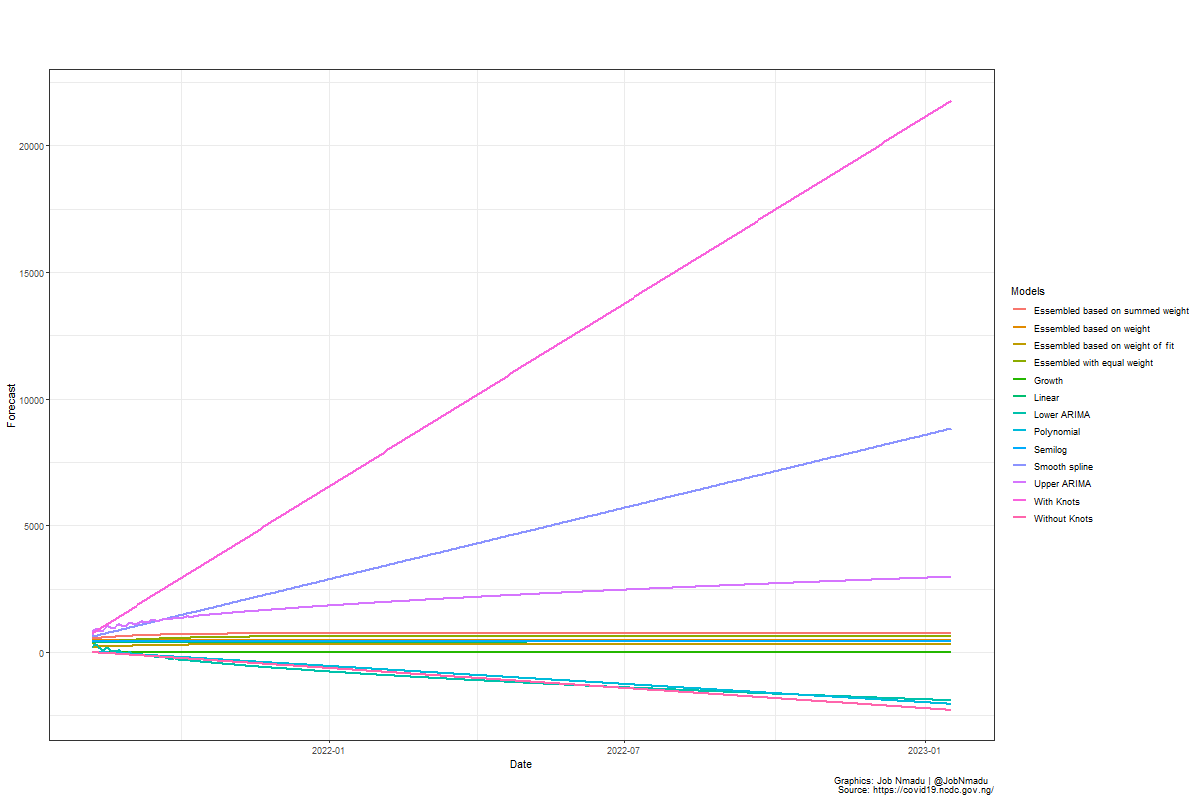 20000
15000
10000
5000
0
Forecast
2022-01
2022-07
2023-01
Date
Models
Essembled based on summed weight
Essembled based on weight
Essembled based on weight of fit
Essembled with equal weight
Growth
Linear
Lower ARIMA
Polynomial
Semilog
Smooth spline
Upper ARIMA
With Knots
Without Knots
Graphics: Job Nmadu | @JobNmadu
Source: https://covid19.ncdc.gov.ng/